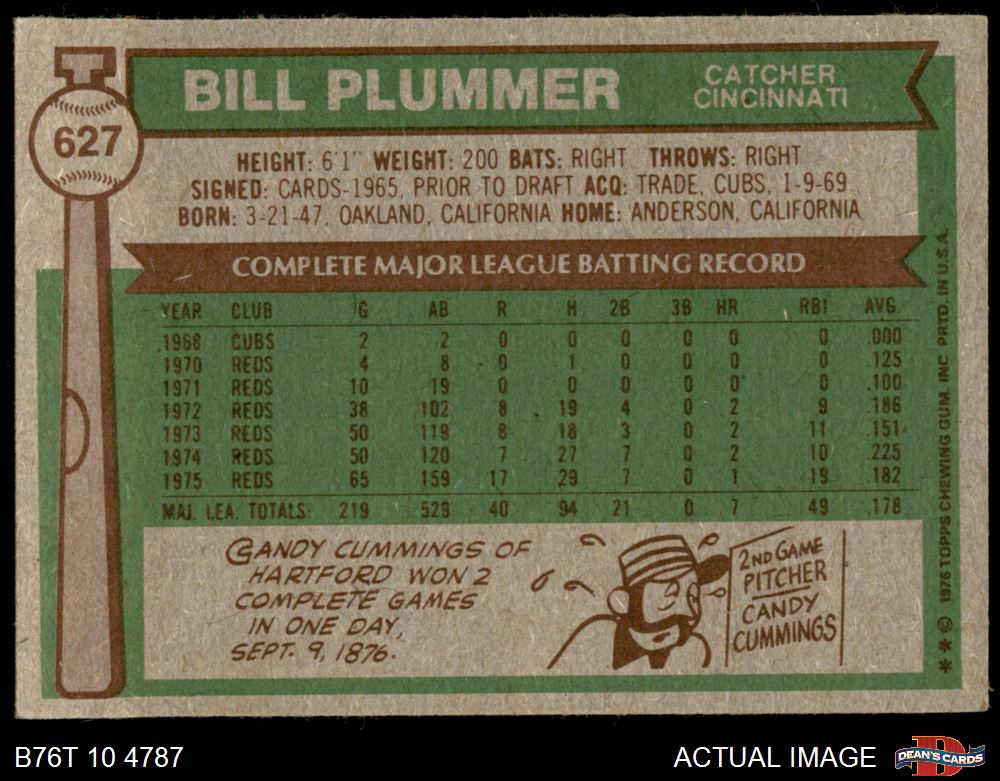 627
BILL PLUMMER
CATCHER
CINCINNATI
HEIGHT: 6'1" WEIGHT: 200 BATS: RIGHT THROWS: RIGHT
SIGNED: CARDS-1965, PRIOR TO DRAFT ACQ: TRADE, CUBS, 1-9-69
BORN: 3-21-47, OAKLAND, CALIFORNIA HOME: ANDERSON, CALIFORNIA
COMPLETE MAJOR LEAGUE BATTING RECORD
YEAR CLUB G AB R H 2B 3B HR RBI AVG.
1968 CUBS 2 2 0 0 0 0 0 0 .000
1970 REDS 4 8 0 1 0 0 0 0 .125
1971 REDS 10 19 0 0 0 0 0 0 .100
1972 REDS 38 102 8 19 4 0 2 9 .186
1973 REDS 50 119 8 18 3 0 2 11 .151
1974 REDS 50 120 7 27 7 0 2 10 .225
1975 REDS 65 159 17 29 7 0 1 19 .182
MAJ. LEA. TOTALS 219 529 40 94 21 0 7 49 .178
CANDY CUMMINGS OF
HARTFORD WON 2
COMPLETE GAMES
IN ONE DAY,
SEPT. 9, 1876.
2ND GAME
PITCHER
CANDY
CUMMINGS
** © 1976 TOPPS CHEWING GUM, INC. PRTD. IN U.S.A.
B76T 10 4787
ACTUAL IMAGE
D
DEAN'S CARDS